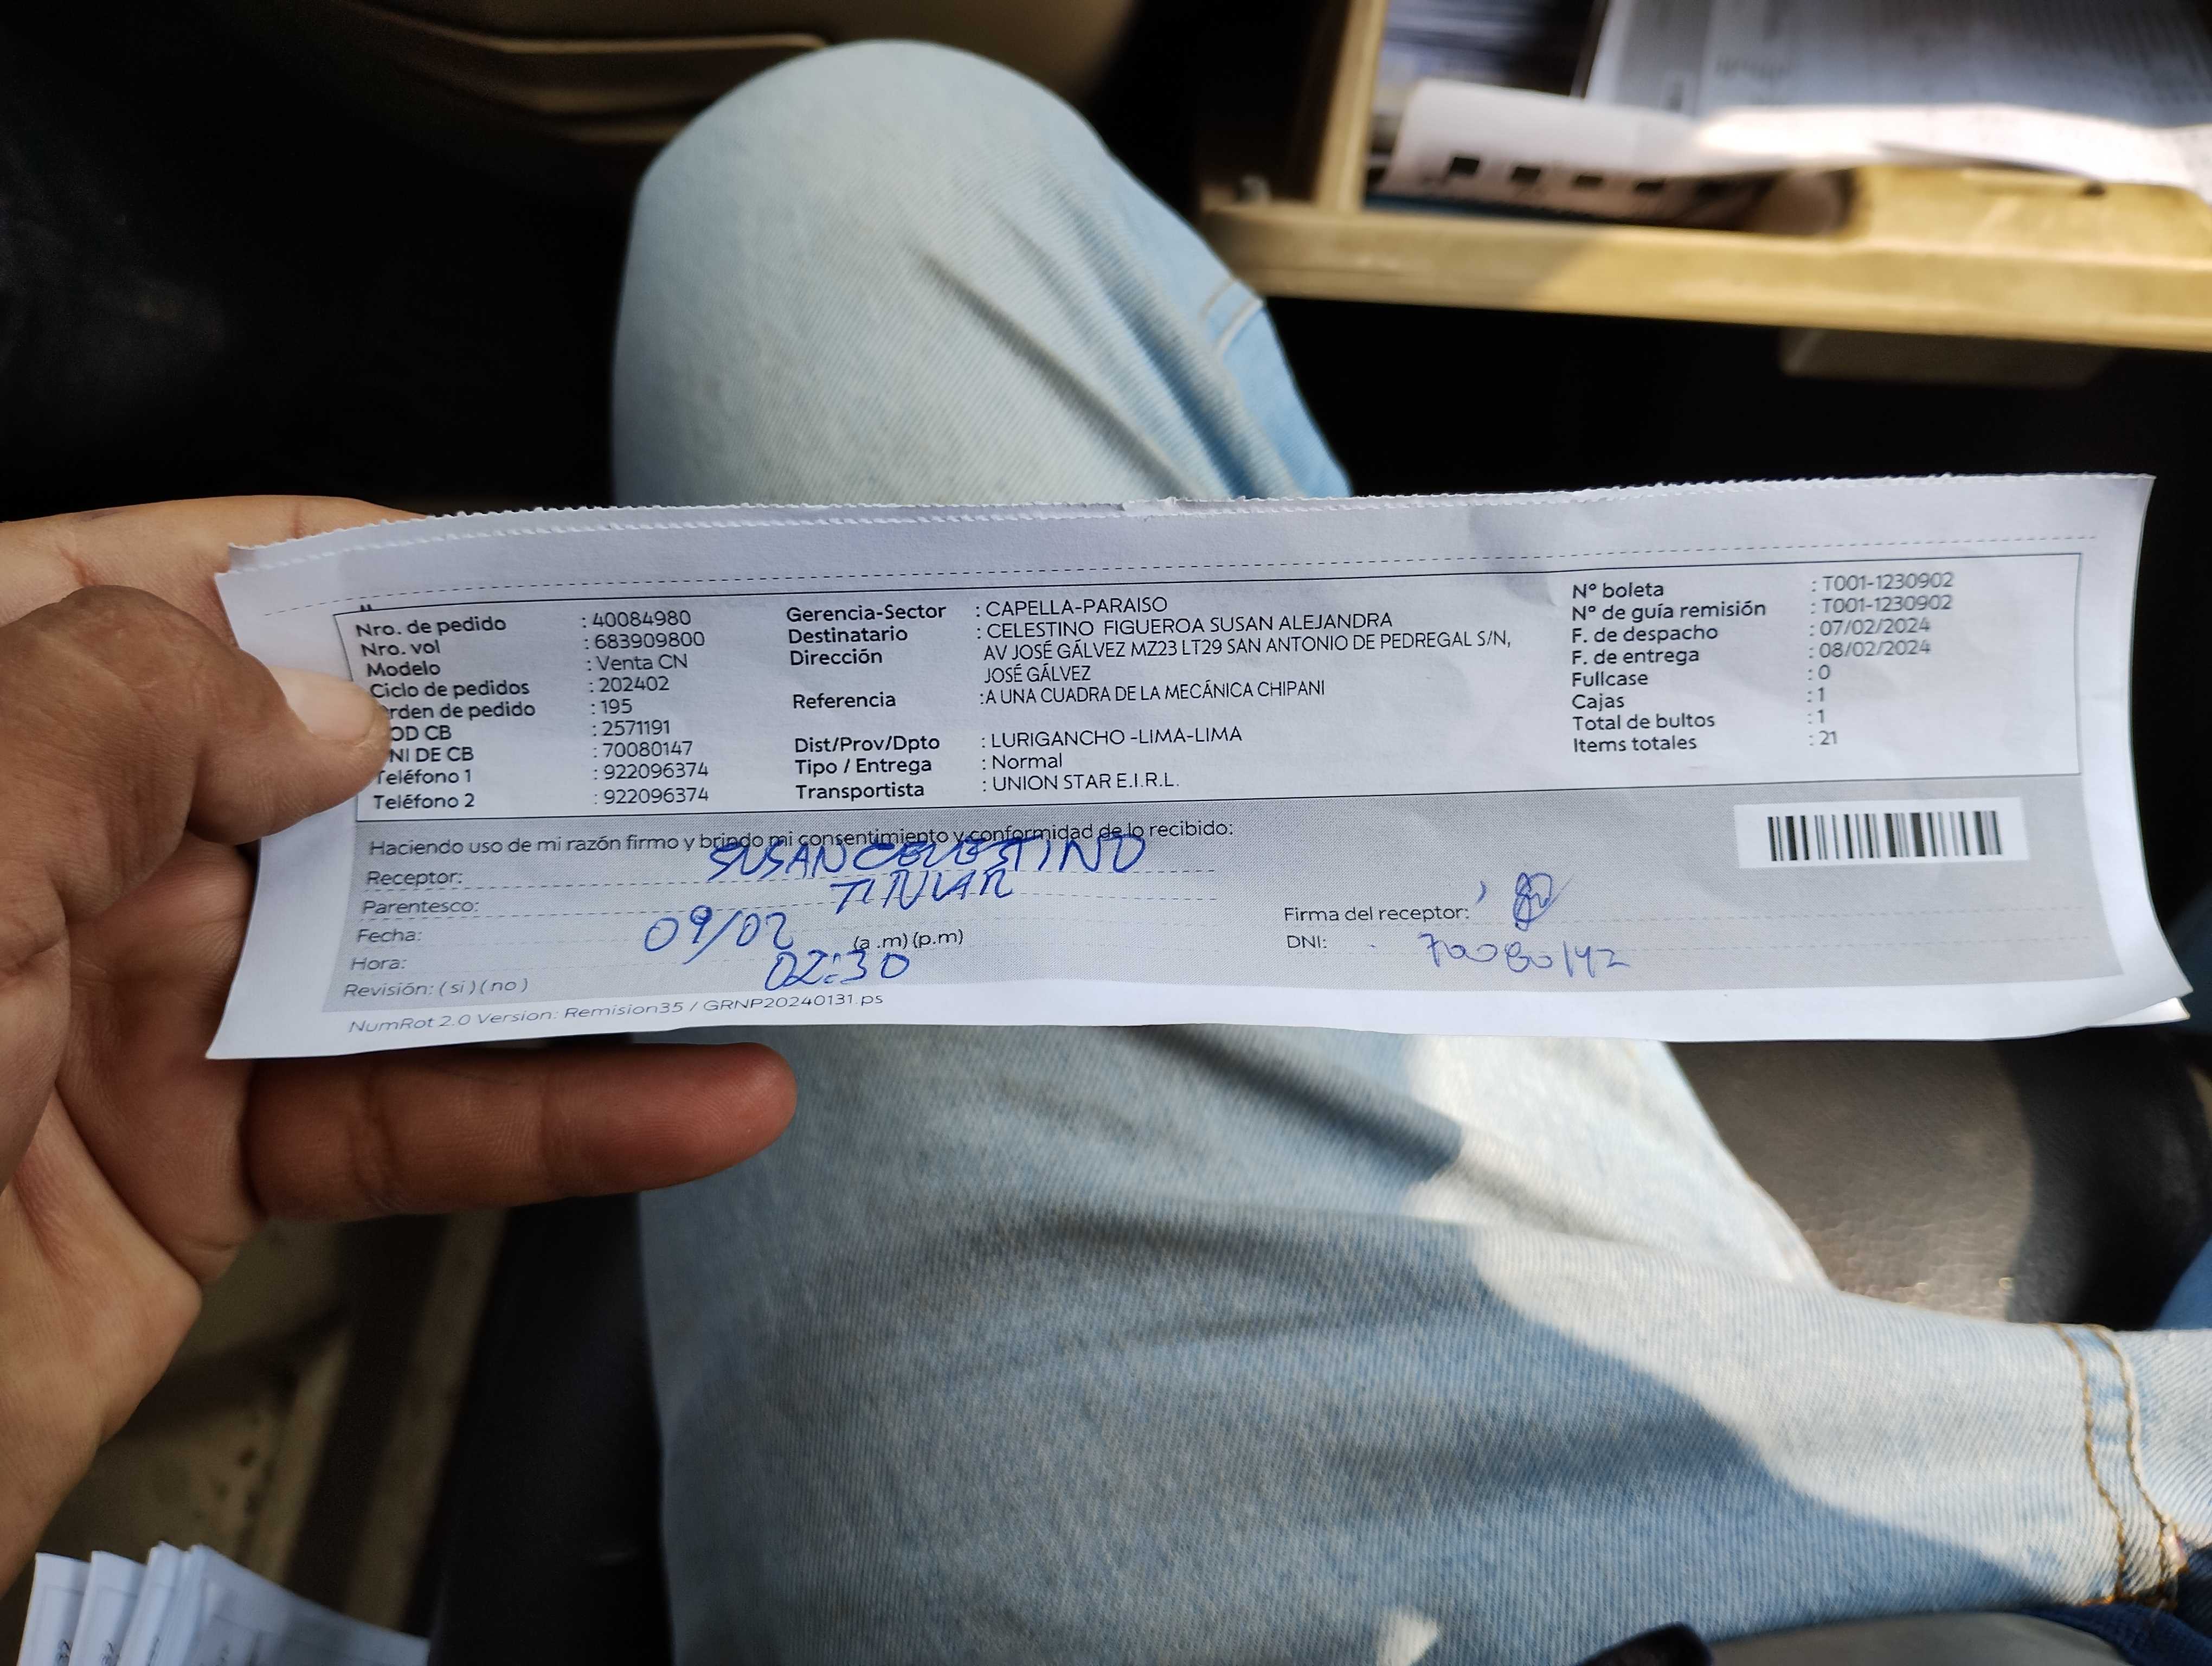 Nro. de pedido : 40084980
Nro. vol : 683909800
Modelo : Venta CN
Ciclo de pedidos : 202402
rden de pedido : 195
OD CB : 2571191
NI DE CB : 70080147
Teléfono 1 : 922096374
Teléfono 2 : 922096374
Gerencia-Sector : CAPELLA-PARAISO
Destinatario : CELESTINO FIGUEROA SUSAN ALEJANDRA
Dirección AV JOSÉ GÁLVEZ MZ23 LT29 SAN ANTONIO DE PEDREGAL S/N,
JOSÉ GÁLVEZ
Referencia :A UNA CUADRA DE LA MECÁNICA CHIPANI
Dist/Prov/Dpto : LURIGANCHO -LIMA-LIMA
Tipo / Entrega : Normal
Transportista : UNION STAR E.I.R.L.
Nº boleta : T001-1230902
Nº de guía remisión : T001-1230902
F. de despacho : 07/02/2024
F. de entrega : 08/02/2024
Fullcase : 0
Cajas : 1
Total de bultos : 1
Items totales : 21
Haciendo uso de mi razón firmo y brindo mi consentimiento y conformidad de lo recibido:
Receptor: SUSAN CELESTINO
Parentesco:
Fecha: 09/02
Hora: 02:30 (a .m) (p.m)
Revisión: ( si ) ( no )
Firma del receptor:
DNI:
NumRot 2.0 Version: Remision35 / GRNP20240131.ps